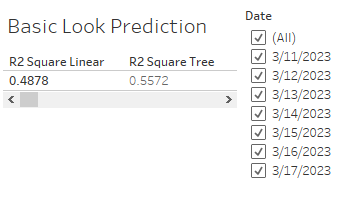 Basic Look Prediction
R2 Square Linear R2 Square Tree
0.4878 0.5572
Date
(All)
3/11/2023
3/12/2023
3/13/2023
3/14/2023
3/15/2023
3/16/2023
3/17/2023